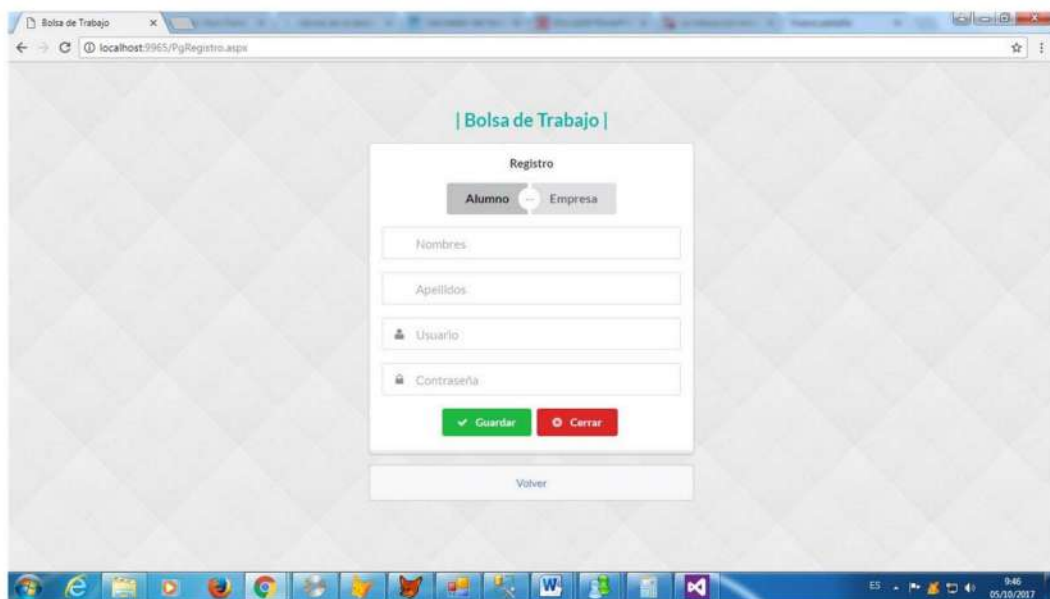 Bolsa de Trabajo
localhost:9965/PgRegistro.aspx
| Bolsa de Trabajo |
Registro
Alumno
Empresa
Nombres
Apellidos
Usuario
Contraseña
Guardar
Cerrar
Volver
ES
9:46
05/10/2017